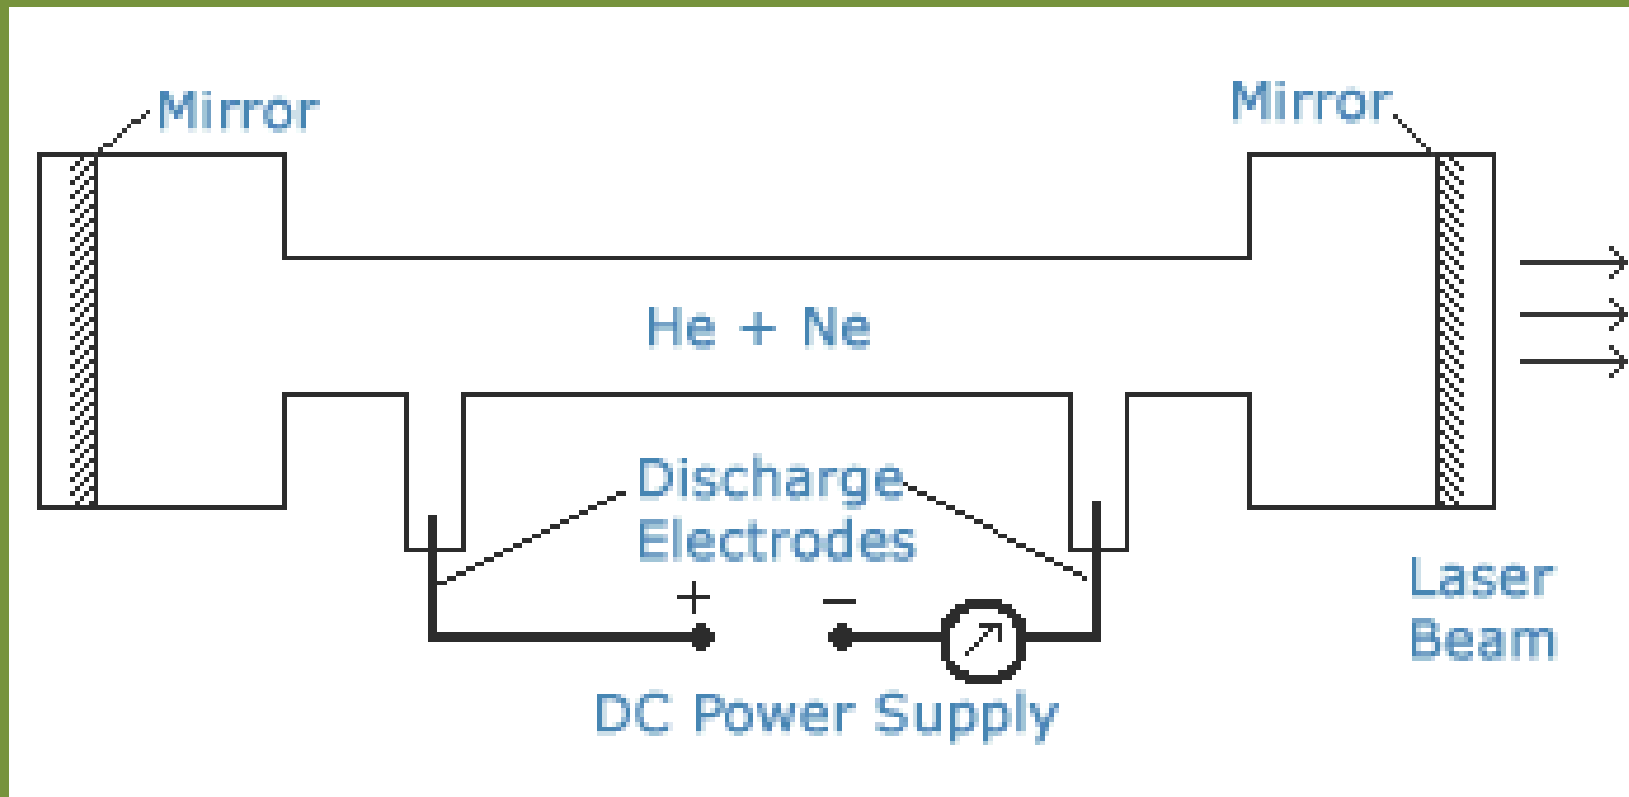 Mirror
Mirror
He + Ne
Discharge
Electrodes
+ −
Laser
Beam
DC Power Supply